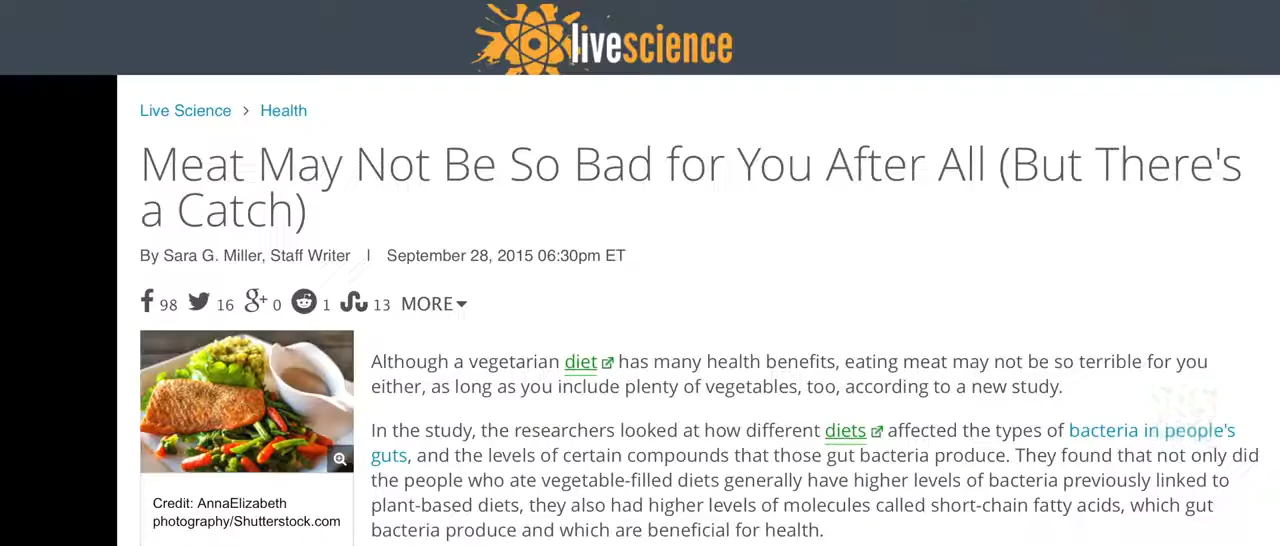 livescience
Live Science > Health
Meat May Not Be So Bad for You After All (But There's
a Catch)
By Sara G. Miller, Staff Writer | September 28, 2015 06:30pm ET
98 16 g+ 0 1 13 MORE
Although a vegetarian diet has many health benefits, eating meat may not be so terrible for you
either, as long as you include plenty of vegetables, too, according to a new study.
In the study, the researchers looked at how different diets affected the types of bacteria in people's
guts, and the levels of certain compounds that those gut bacteria produce. They found that not only did
the people who ate vegetable-filled diets generally have higher levels of bacteria previously linked to
plant-based diets, they also had higher levels of molecules called short-chain fatty acids, which gut
bacteria produce and which are beneficial for health.
Credit: AnnaElizabeth
photography/Shutterstock.com